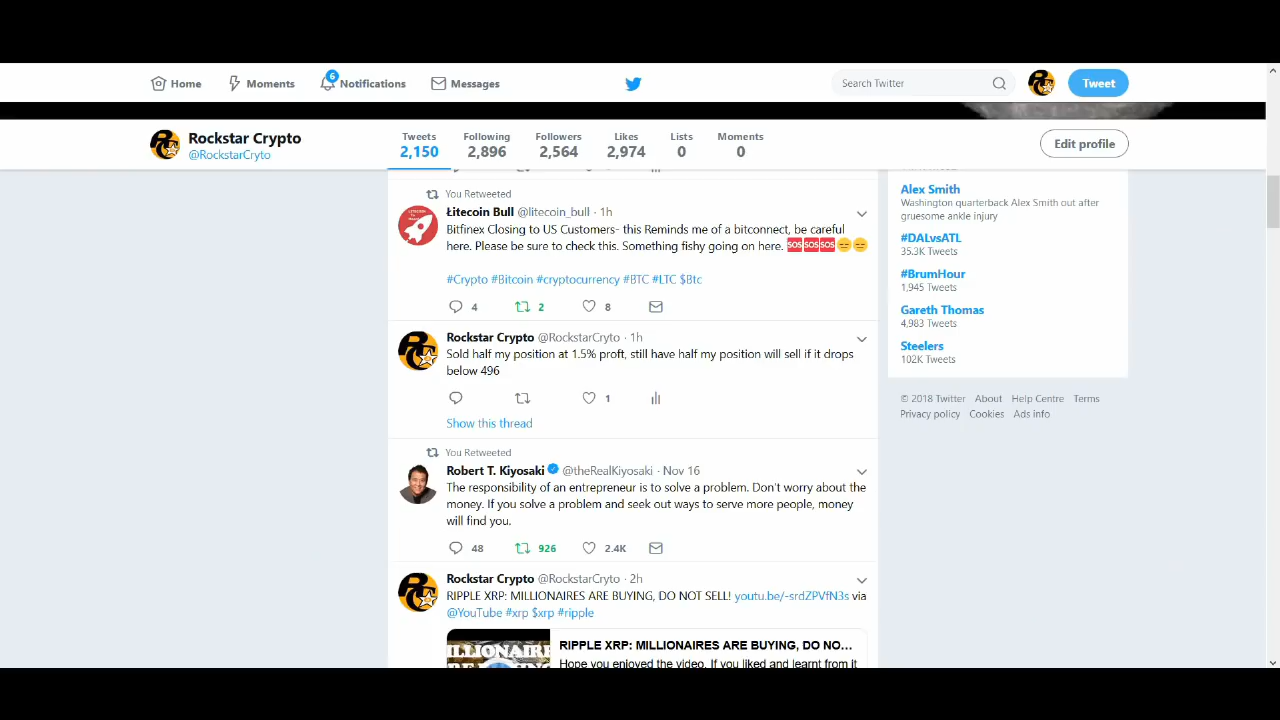 Home
Moments
6
Notifications
Messages
Search Twitter
Tweet
Rockstar Crypto
@RockstarCryto
Tweets
2,150
Following
2,896
Followers
2,564
Likes
2,974
Lists
0
Moments
0
Edit profile
You Retweeted
Łitecoin Bull @litecoin_bull · 1h
Bitfinex Closing to US Customers- this Reminds me of a bitconnect, be careful
here. Please be sure to check this. Something fishy going on here. 🆘🆘🆘😑😑
#Crypto #Bitcoin #cryptocurrency #BTC #LTC $Btc
4 2 8
Rockstar Crypto @RockstarCryto · 1h
Sold half my position at 1.5% proft, still have half my position will sell if it drops
below 496
1
Show this thread
You Retweeted
Robert T. Kiyosaki @theRealKiyosaki · Nov 16
The responsibility of an entrepreneur is to solve a problem. Don't worry about the
money. If you solve a problem and seek out ways to serve more people, money
will find you.
48 926 2.4K
Rockstar Crypto @RockstarCryto · 2h
RIPPLE XRP: MILLIONAIRES ARE BUYING, DO NOT SELL! youtu.be/-srdZPVfN3s via
@YouTube #xrp $xrp #ripple
RIPPLE XRP: MILLIONAIRES ARE BUYING, DO NO...
Hope you enjoyed the video. If you liked and learnt from it
Alex Smith
Washington quarterback Alex Smith out after
gruesome ankle injury
#DALvsATL
35.3K Tweets
#BrumHour
1,945 Tweets
Gareth Thomas
4,983 Tweets
Steelers
102K Tweets
© 2018 Twitter About Help Centre Terms
Privacy policy Cookies Ads info